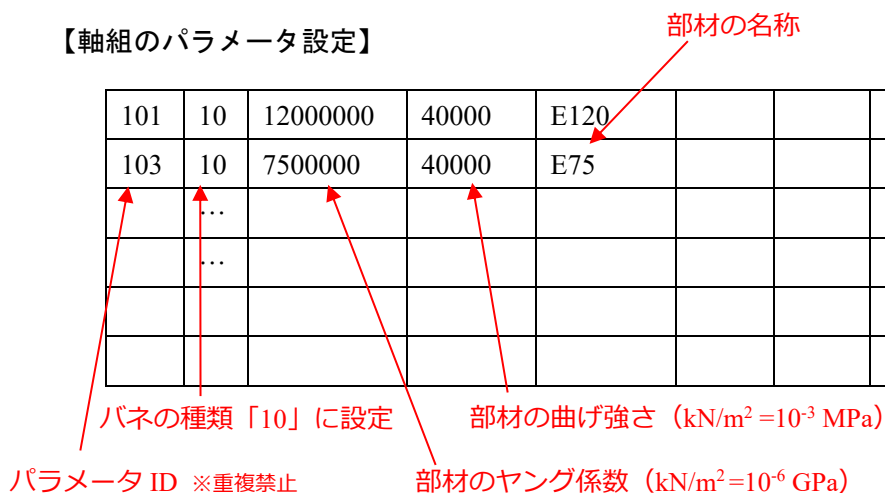 部材の名称
【軸組のパラメータ設定】
101 10 12000000 40000 E120
103 10 7500000 40000 E75
…
…
バネの種類「10」に設定 部材の曲げ強さ（kN/m² =10⁻³ MPa）
パラメータ ID ※重複禁止 部材のヤング係数（kN/m² =10⁻⁶ GPa）